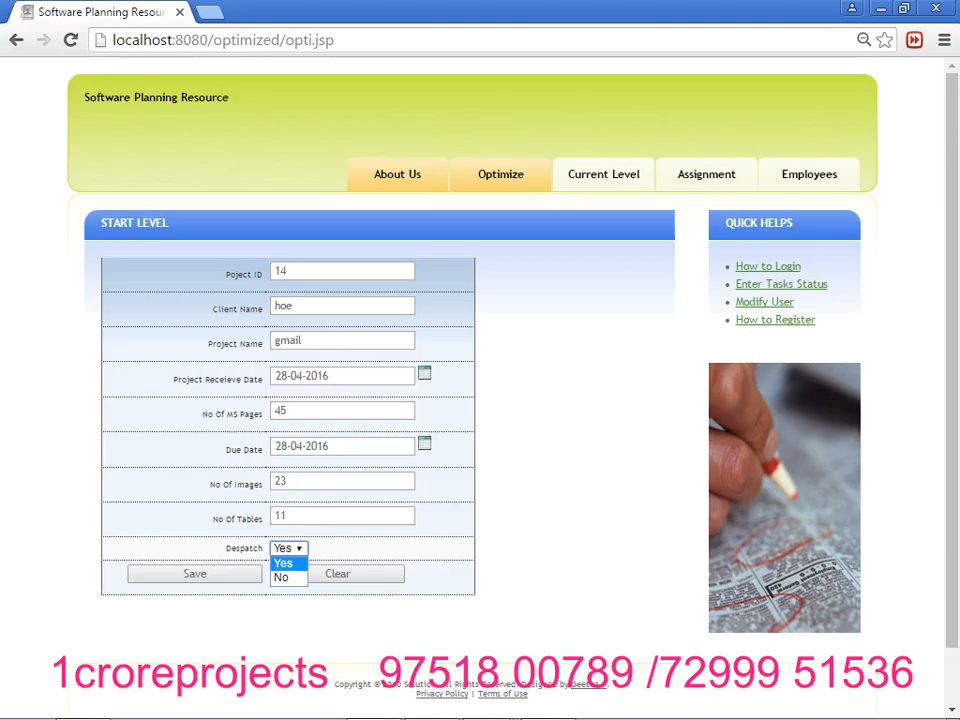 Software Planning Resour
localhost:8080/optimized/opti.jsp
Software Planning Resource
About Us
Optimize
Current Level
Assignment
Employees
START LEVEL
Poject ID
14
Client Name
hoe
Project Name
gmail
Project Receieve Date
28-04-2016
No Of MS Pages
45
Due Date
28-04-2016
No Of Images
23
No Of Tables
11
Despatch
Yes
Yes
No
Save
Clear
QUICK HELPS
How to Login
Enter Tasks Status
Modify User
How to Register
1croreprojects 97518 00789 /72999 51536
Copyright ©
Privacy Policy | Terms of Use